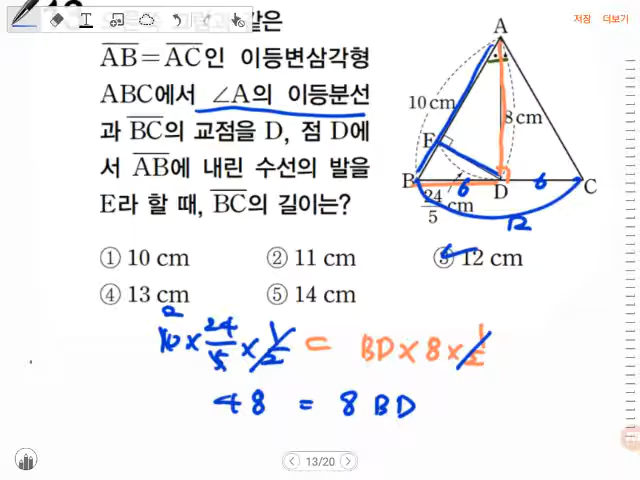 저장 더보기
같은
AB=AC인 이등변삼각형
ABC에서 ∠A의 이등분선
과 BC의 교점을 D, 점 D에
서 AB에 내린 수선의 발을
E라 할 때, BC의 길이는?
A
10 cm
8 cm
E
B
D
C
6
6
24/5 cm
12
① 10 cm ② 11 cm ③ 12 cm
④ 13 cm ⑤ 14 cm
2
10 × 24/5 × 1/2 = BD × 8 × 1/2
48 = 8 BD
13/20